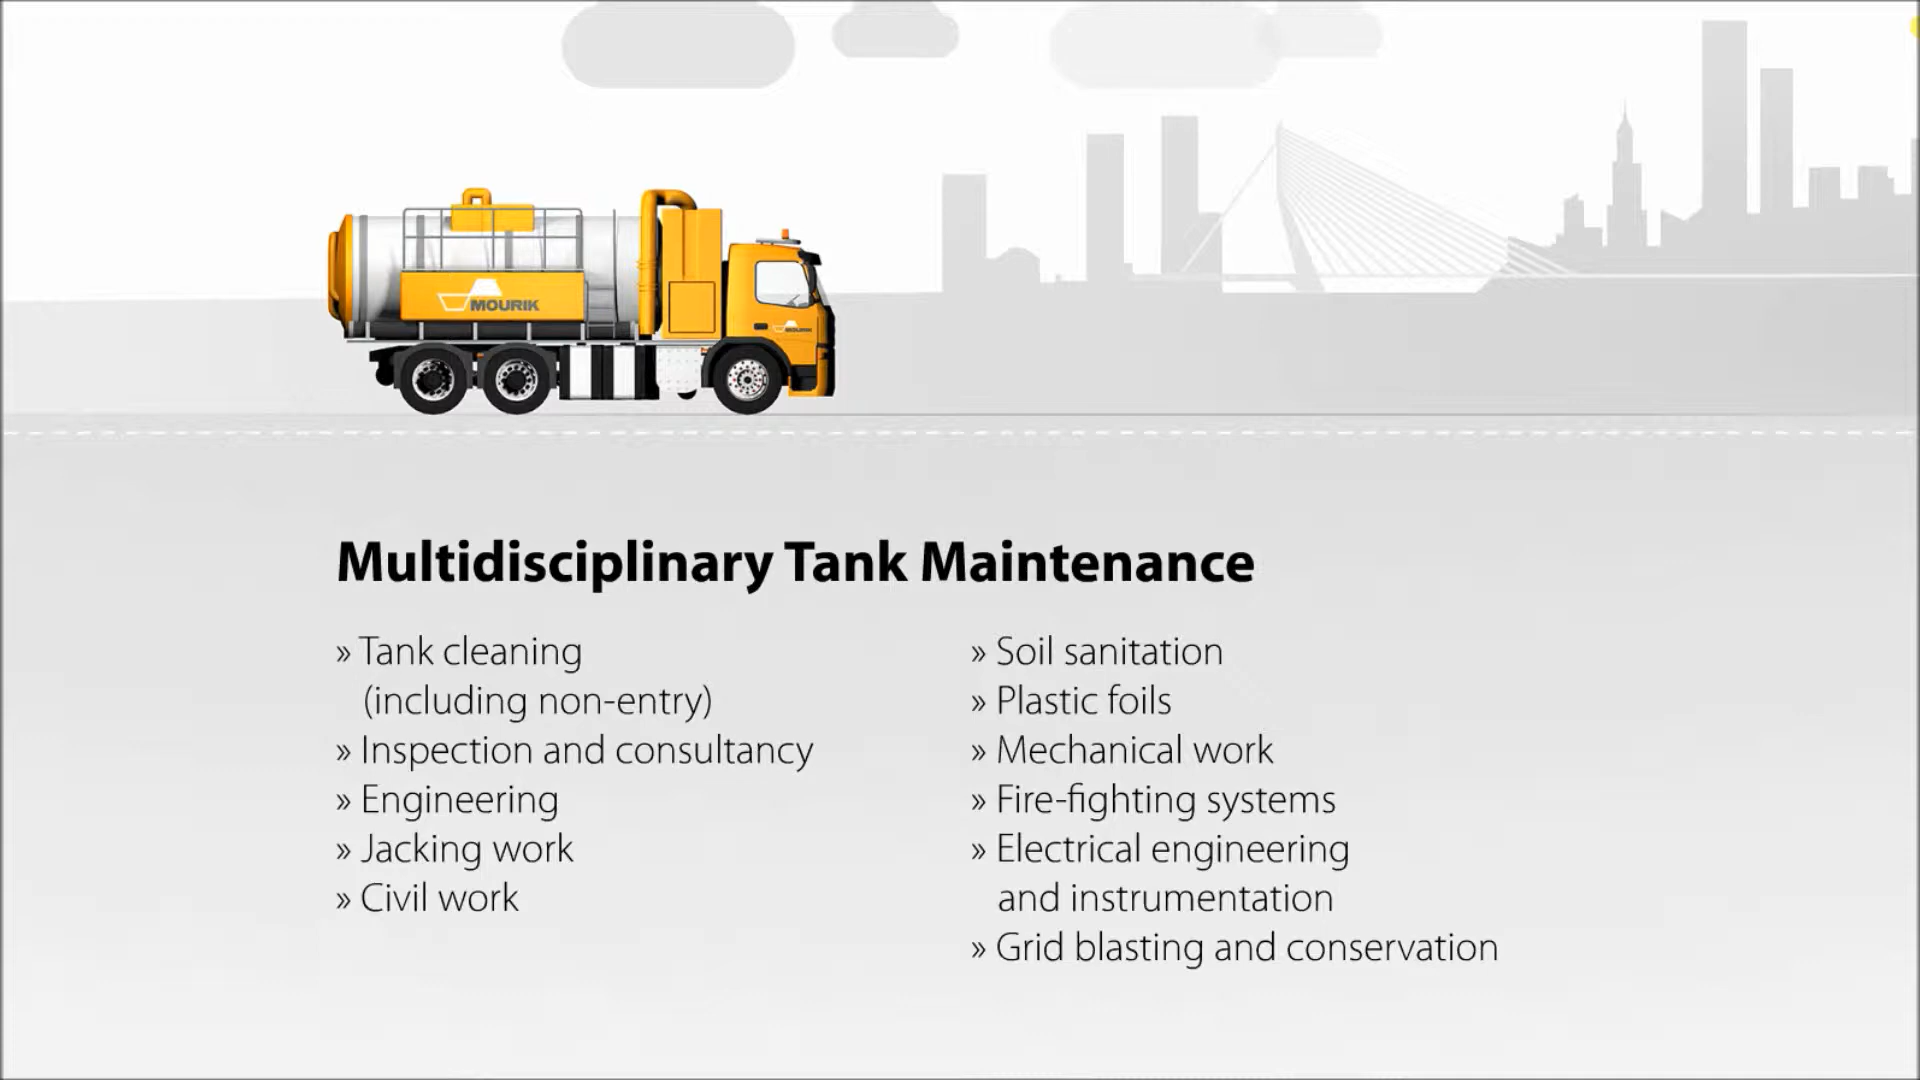 MOURIK
MOURIK
Multidisciplinary Tank Maintenance
» Tank cleaning
(including non-entry)
» Inspection and consultancy
» Engineering
» Jacking work
» Civil work
» Soil sanitation
» Plastic foils
» Mechanical work
» Fire-fighting systems
» Electrical engineering
and instrumentation
» Grid blasting and conservation